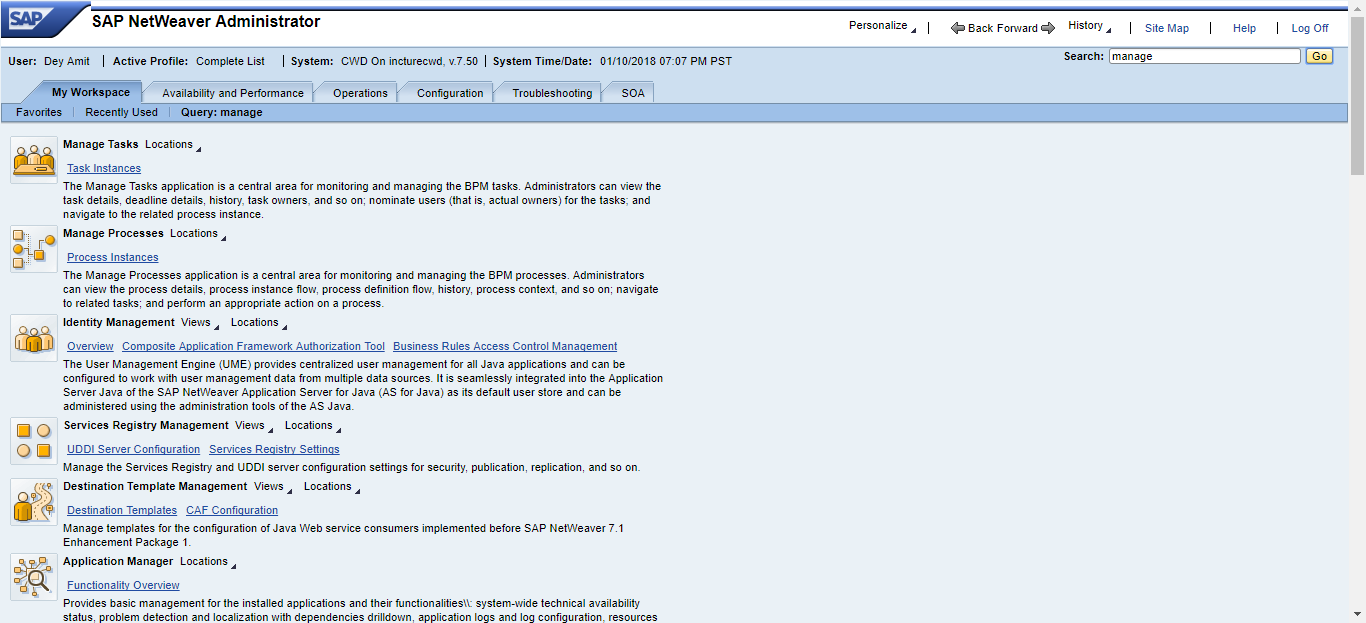 SAP
SAP NetWeaver Administrator
Personalize Back Forward History Site Map Help Log Off
User: Dey Amit Active Profile: Complete List System: CWD On incturecwd, v.7.50 System Time/Date: 01/10/2018 07:07 PM PST
Search: manage Go
My Workspace Availability and Performance Operations Configuration Troubleshooting SOA
Favorites Recently Used Query: manage
Manage Tasks Locations
Task Instances
The Manage Tasks application is a central area for monitoring and managing the BPM tasks. Administrators can view the
task details, deadline details, history, task owners, and so on; nominate users (that is, actual owners) for the tasks; and
navigate to the related process instance.
Manage Processes Locations
Process Instances
The Manage Processes application is a central area for monitoring and managing the BPM processes. Administrators
can view the process details, process instance flow, process definition flow, history, process context, and so on; navigate
to related tasks; and perform an appropriate action on a process.
Identity Management Views Locations
Overview Composite Application Framework Authorization Tool Business Rules Access Control Management
The User Management Engine (UME) provides centralized user management for all Java applications and can be
configured to work with user management data from multiple data sources. It is seamlessly integrated into the Application
Server Java of the SAP NetWeaver Application Server for Java (AS for Java) as its default user store and can be
administered using the administration tools of the AS Java.
Services Registry Management Views Locations
UDDI Server Configuration Services Registry Settings
Manage the Services Registry and UDDI server configuration settings for security, publication, replication, and so on.
Destination Template Management Views Locations
Destination Templates CAF Configuration
Manage templates for the configuration of Java Web service consumers implemented before SAP NetWeaver 7.1
Enhancement Package 1.
Application Manager Locations
Functionality Overview
Provides basic management for the installed applications and their functionalities\\: system-wide technical availability
status, problem detection and localization with dependencies drilldown, application logs and log configuration, resources